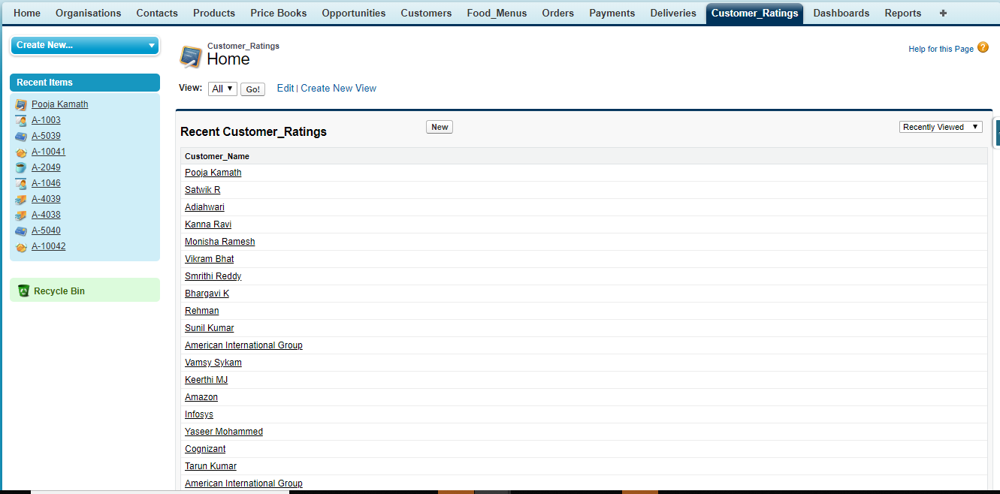 Home Organisations Contacts Products Price Books Opportunities Customers Food_Menus Orders Payments Deliveries Customer_Ratings Dashboards Reports +
Create New...
Recent Items
Pooja Kamath
A-1003
A-5039
A-10041
A-2049
A-1046
A-4039
A-4038
A-5040
A-10042
Recycle Bin
Customer_Ratings
Home
Help for this Page ?
View: All Go! Edit | Create New View
Recent Customer_Ratings New Recently Viewed
Customer_Name
Pooja Kamath
Satwik R
Adiahwari
Kanna Ravi
Monisha Ramesh
Vikram Bhat
Smrithi Reddy
Bhargavi K
Rehman
Sunil Kumar
American International Group
Vamsy Sykam
Keerthi MJ
Amazon
Infosys
Yaseer Mohammed
Cognizant
Tarun Kumar
American International Group